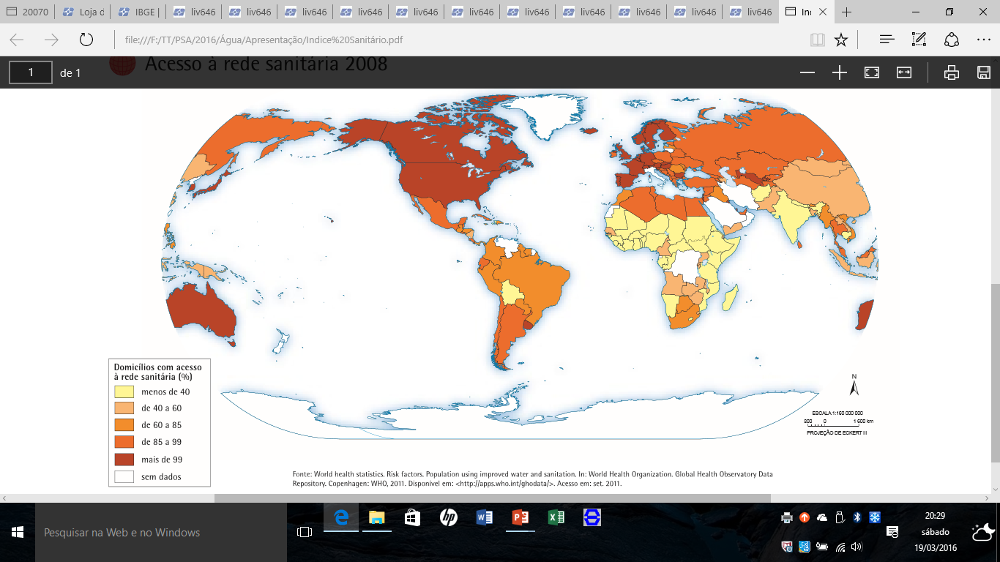 20070
Loja d
IBGE |
liv646
liv646
liv646
liv646
liv646
liv646
liv646
liv646
liv646
liv646
liv646
In
file:///F:/TT/PSA/2016/Água/Apresentação/Indice%20Sanitário.pdf
1 de 1
Acesso à rede sanitária 2008
Domicílios com acesso
à rede sanitária (%)
menos de 40
de 40 a 60
de 60 a 85
de 85 a 99
mais de 99
sem dados
N
ESCALA 1:160 000 000
800 0 1 600 km
PROJEÇÃO DE ECKERT III
Fonte: World health statistics. Risk factors. Population using improved water and sanitation. In: World Health Organization. Global Health Observatory Data
Repository. Copenhagen: WHO, 2011. Disponível em: <http://apps.who.int/ghodata/>. Acesso em: set. 2011.
Pesquisar na Web e no Windows
20:29
sábado
19/03/2016